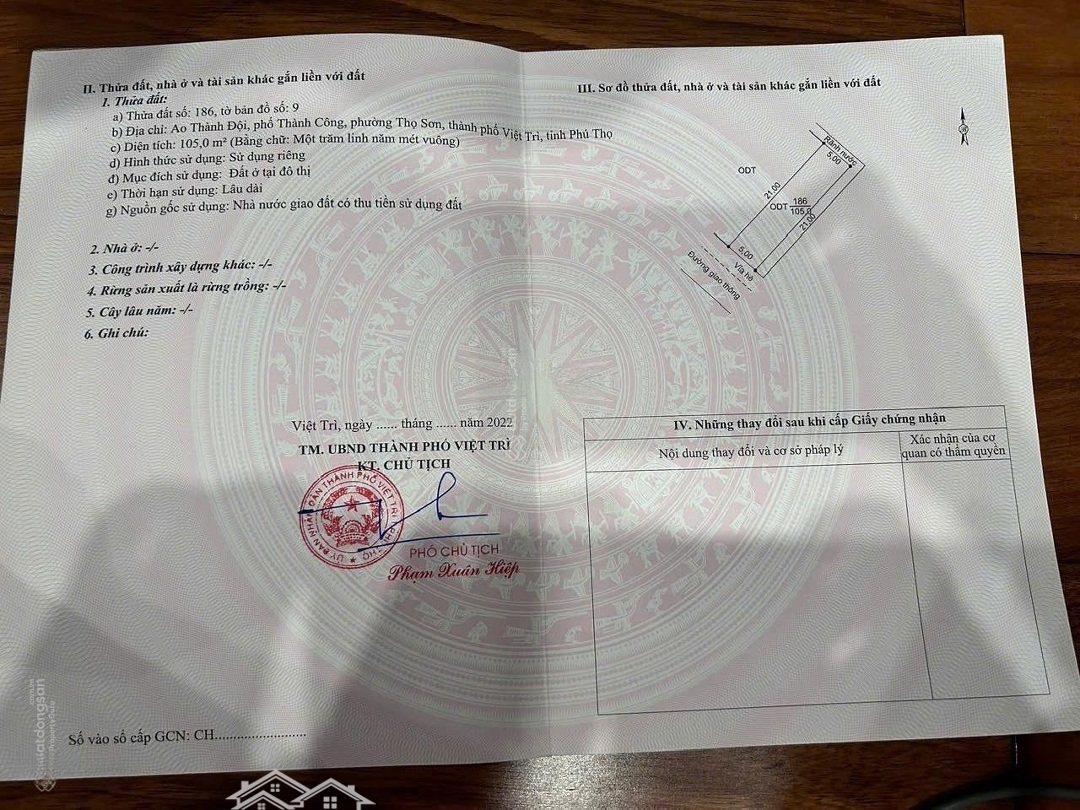 II. Thửa đất, nhà ở và tài sản khác gắn liền với đất
1. Thửa đất:
a) Thửa đất số: 186, tờ bản đồ số: 9
b) Địa chỉ: Ao Thành Đội, phố Thành Công, phường Thọ Sơn, thành phố Việt Trì, tỉnh Phú Thọ
c) Diện tích: 105,0 m² (Bằng chữ: Một trăm linh năm mét vuông)
d) Hình thức sử dụng: Sử dụng riêng
đ) Mục đích sử dụng: Đất ở tại đô thị
e) Thời hạn sử dụng: Lâu dài
g) Nguồn gốc sử dụng: Nhà nước giao đất có thu tiền sử dụng đất
2. Nhà ở: -/-
3. Công trình xây dựng khác: -/-
4. Rừng sản xuất là rừng trồng: -/-
5. Cây lâu năm: -/-
6. Ghi chú:
Việt Trì, ngày ...... tháng ...... năm 2022
TM. UBND THÀNH PHỐ VIỆT TRÌ
KT. CHỦ TỊCH
ỦY BAN NHÂN DÂN THÀNH PHỐ VIỆT TRÌ PHÚ THỌ
PHÓ CHỦ TỊCH
Phạm Xuân Hiệp
Số vào sổ cấp GCN: CH..........................
III. Sơ đồ thửa đất, nhà ở và tài sản khác gắn liền với đất
Rãnh nước
5.00
ODT
21.00
ODT 186
105.0
21.00
5.00
Vỉa hè
Đường giao thông
IV. Những thay đổi sau khi cấp Giấy chứng nhận
Nội dung thay đổi và cơ sở pháp lý
Xác nhận của cơ
quan có thẩm quyền